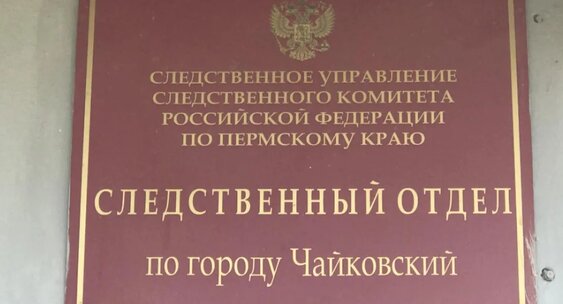 СЛЕДСТВЕННОЕ УПРАВЛЕНИЕ
СЛЕДСТВЕННОГО КОМИТЕТА
РОССИЙСКОЙ ФЕДЕРАЦИИ
ПО ПЕРМСКОМУ КРАЮ
СЛЕДСТВЕННЫЙ ОТДЕЛ
по городу Чайковский